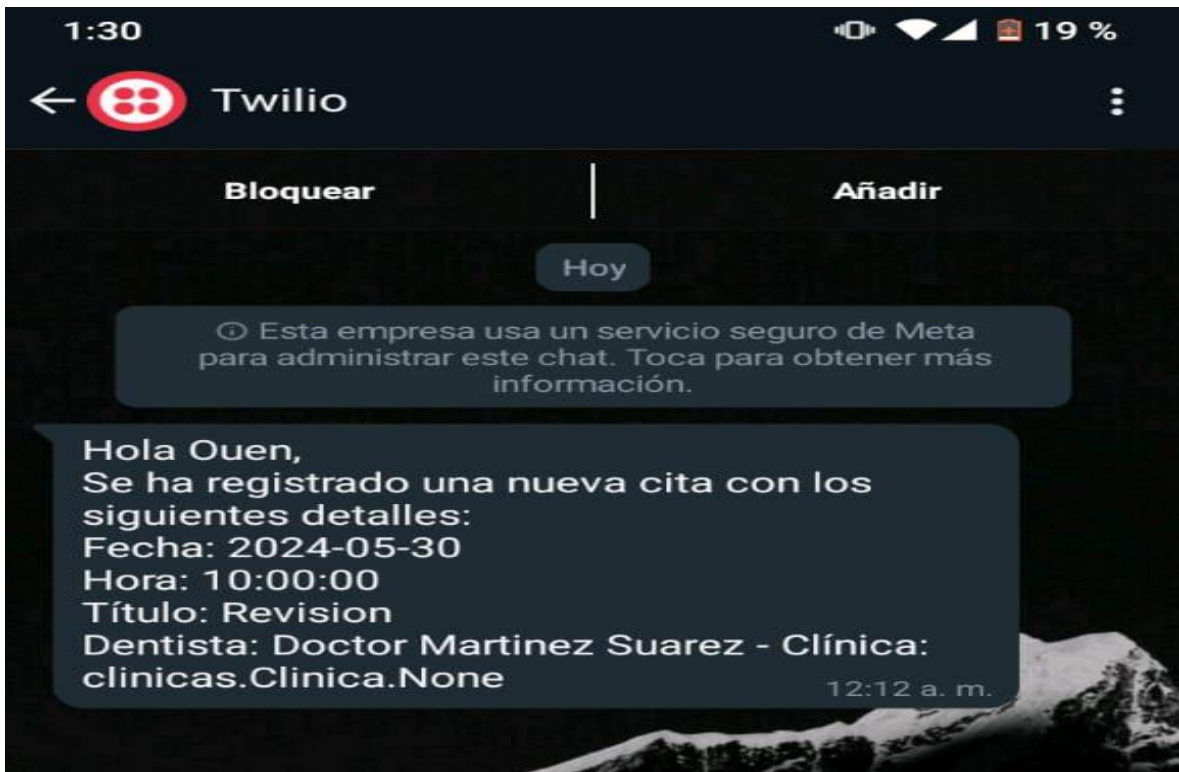 1:30
19 %
Twilio
Bloquear
Añadir
Hoy
Esta empresa usa un servicio seguro de Meta
para administrar este chat. Toca para obtener más
información.
Hola Ouen,
Se ha registrado una nueva cita con los
siguientes detalles:
Fecha: 2024-05-30
Hora: 10:00:00
Título: Revision
Dentista: Doctor Martinez Suarez - Clínica:
clinicas.Clinica.None
12:12 a. m.